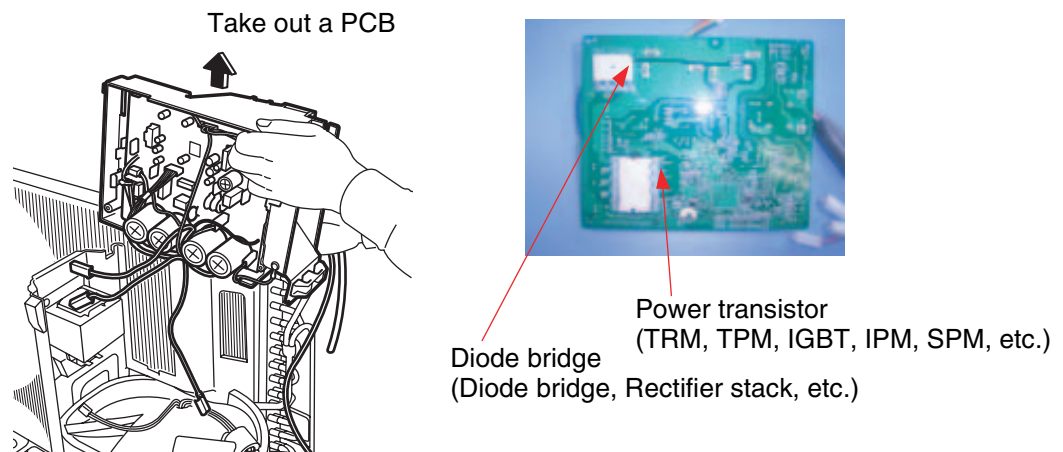 Take out a PCB
Power transistor
(TRM, TPM, IGBT, IPM, SPM, etc.)
Diode bridge
(Diode bridge, Rectifier stack, etc.)